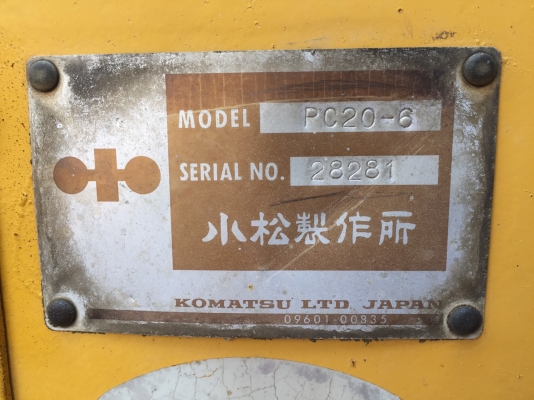 MODEL PC20-6
SERIAL NO. 28281
小松製作所
KOMATSU LTD. JAPAN
09601-00835